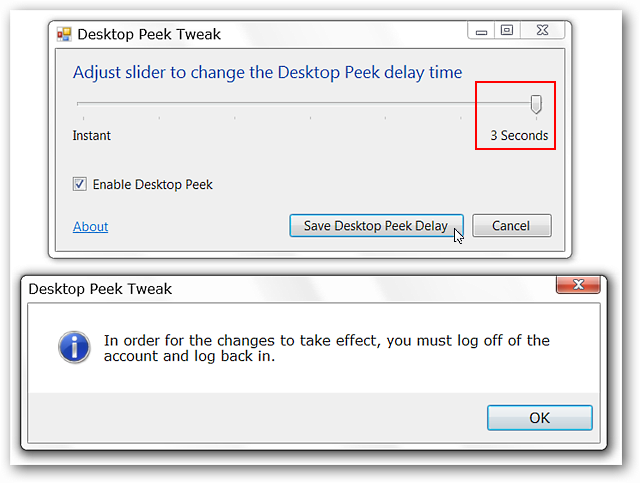 Desktop Peek Tweak
Adjust slider to change the Desktop Peek delay time
Instant
3 Seconds
Enable Desktop Peek
About
Save Desktop Peek Delay
Cancel
Desktop Peek Tweak
In order for the changes to take effect, you must log off of the
account and log back in.
OK